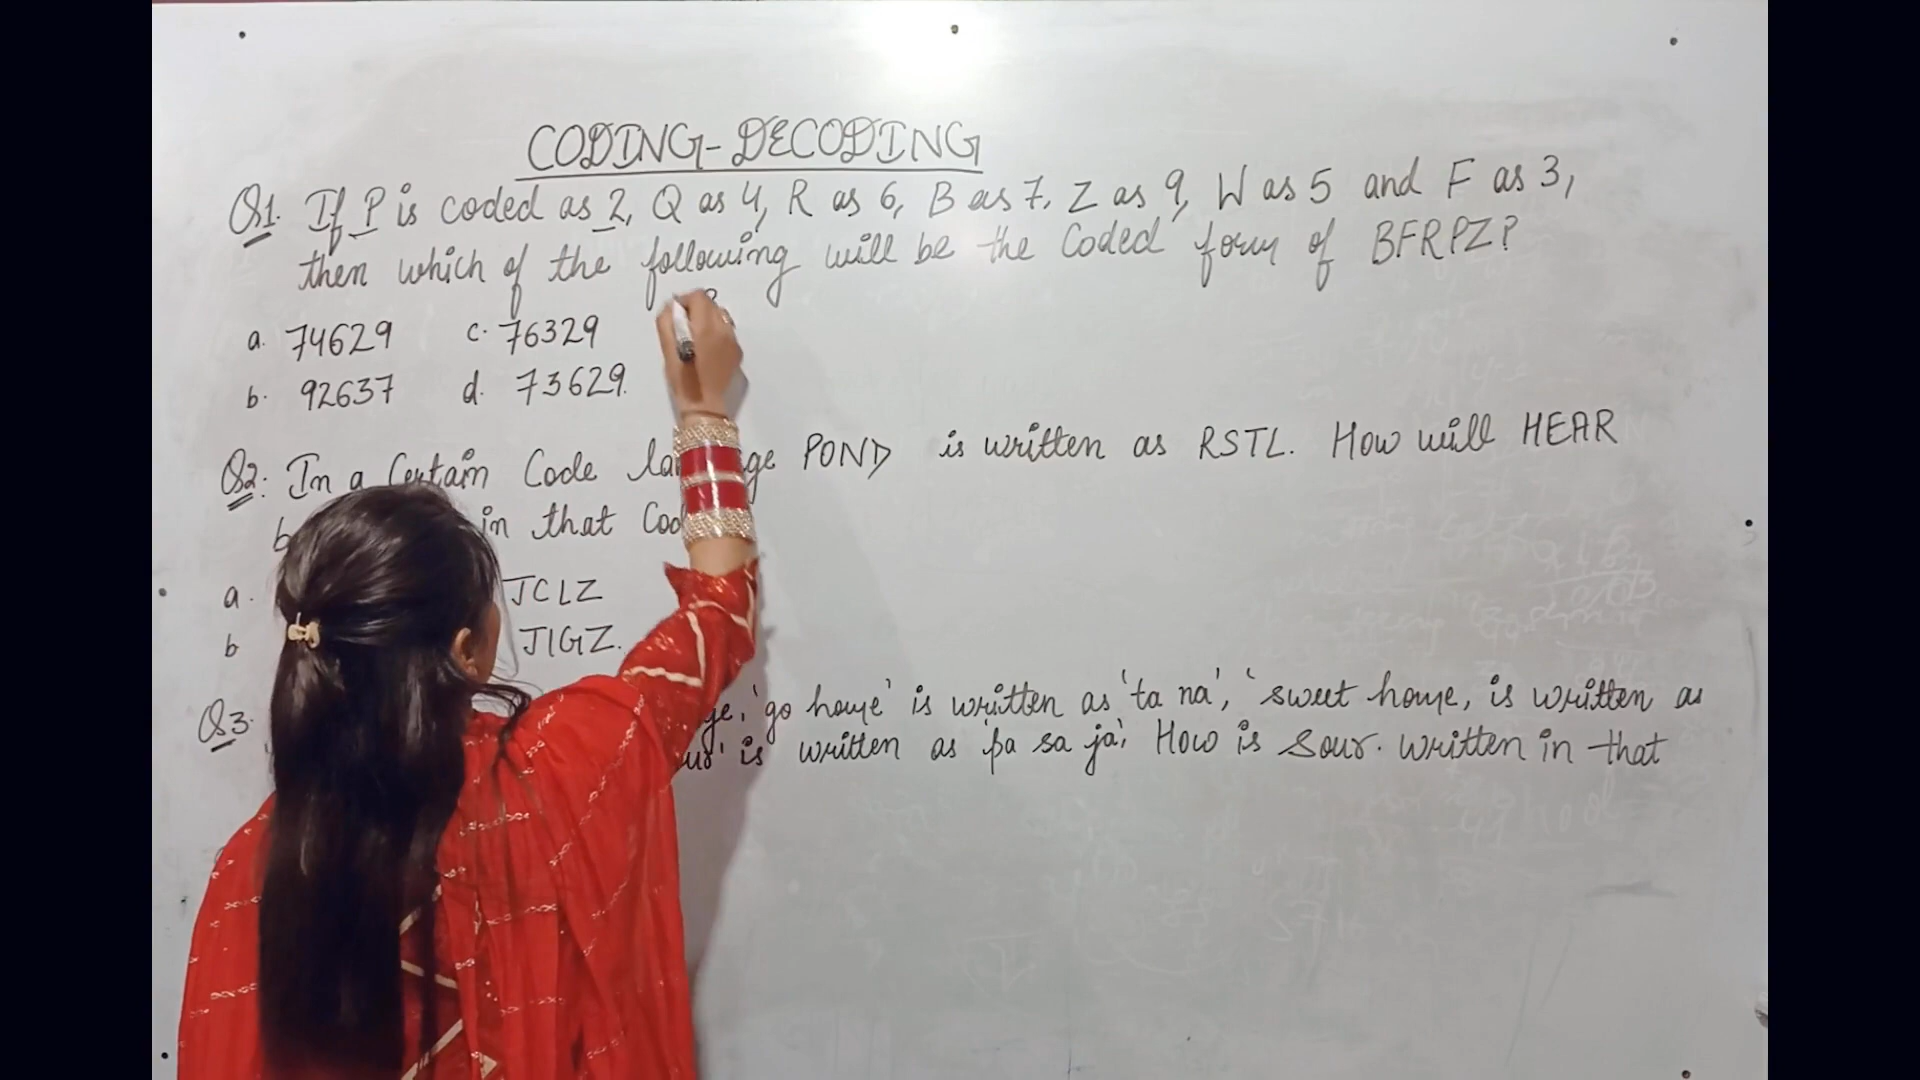 CODING-DECODING
Q1. If P is coded as 2, Q as 4, R as 6, B as 7, Z as 9, W as 5 and F as 3,
then which of the following will be the Coded form of BFRPZ?
a. 74629 c. 76329
b. 92637 d. 73629.
Q2: In a Certain Code POND is written as RSTL. How will HEAR
in that
a. JCLZ
b JIGZ.
Q3. 'go home' is written as 'ta na', 'sweet home, is written as
is written as 'pa sa ja'. How is Sour. written in that